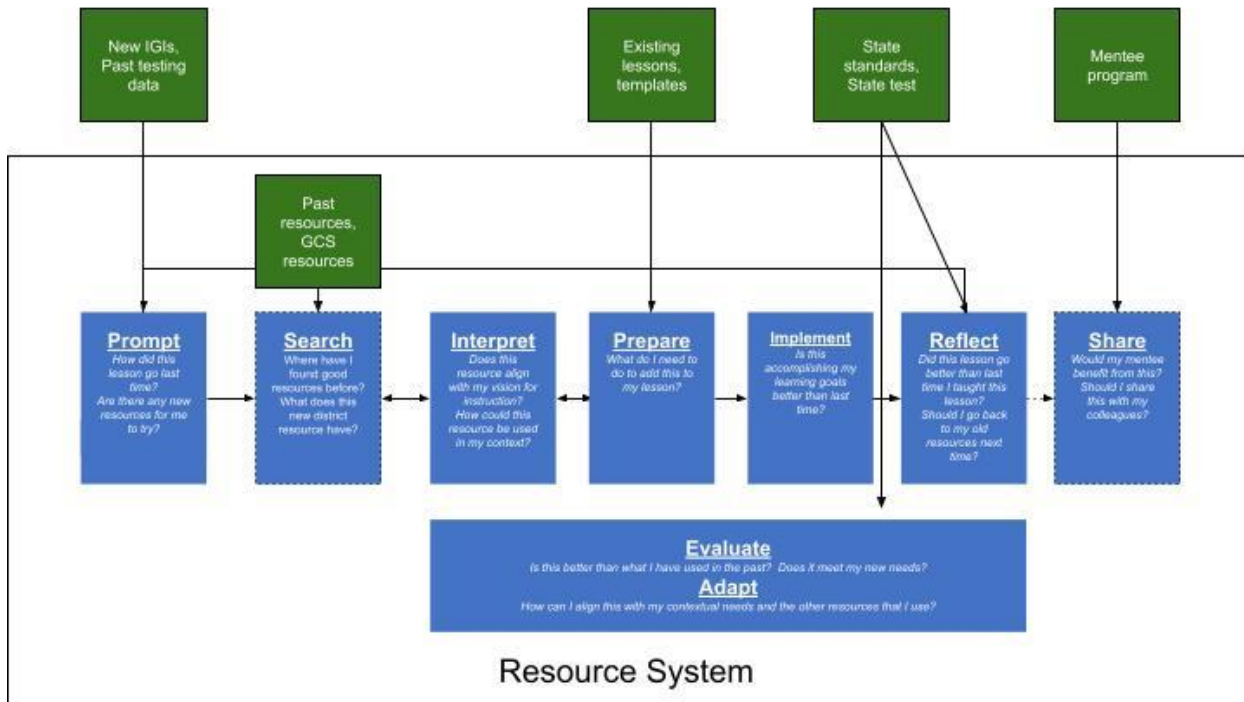 New IGIs,
Past testing
data
Existing
lessons,
templates
State
standards,
State test
Mentee
program
Past
resources,
GCS
resources
Prompt
How did this
lesson go last
time?
Are there any new
resources for me
to try?
Search
Where have I
found good
resources before?
What does this
new district
resource have?
Interpret
Does this
resource align
with my vision for
instruction?
How could this
resource be used
in my context?
Prepare
What do I need to
do to add this to
my lesson?
Implement
Is this
accomplishing my
learning goals
better than last
time?
Reflect
Did this lesson go
better than last
time I taught this
lesson?
Should I go back
to my old
resources next
time?
Share
Would my mentee
benefit from this?
Should I share
this with my
colleagues?
Evaluate
Is this better than what I have used in the past?  Does it meet my new needs?
Adapt
How can I align this with my contextual needs and the other resources that I use?
Resource System